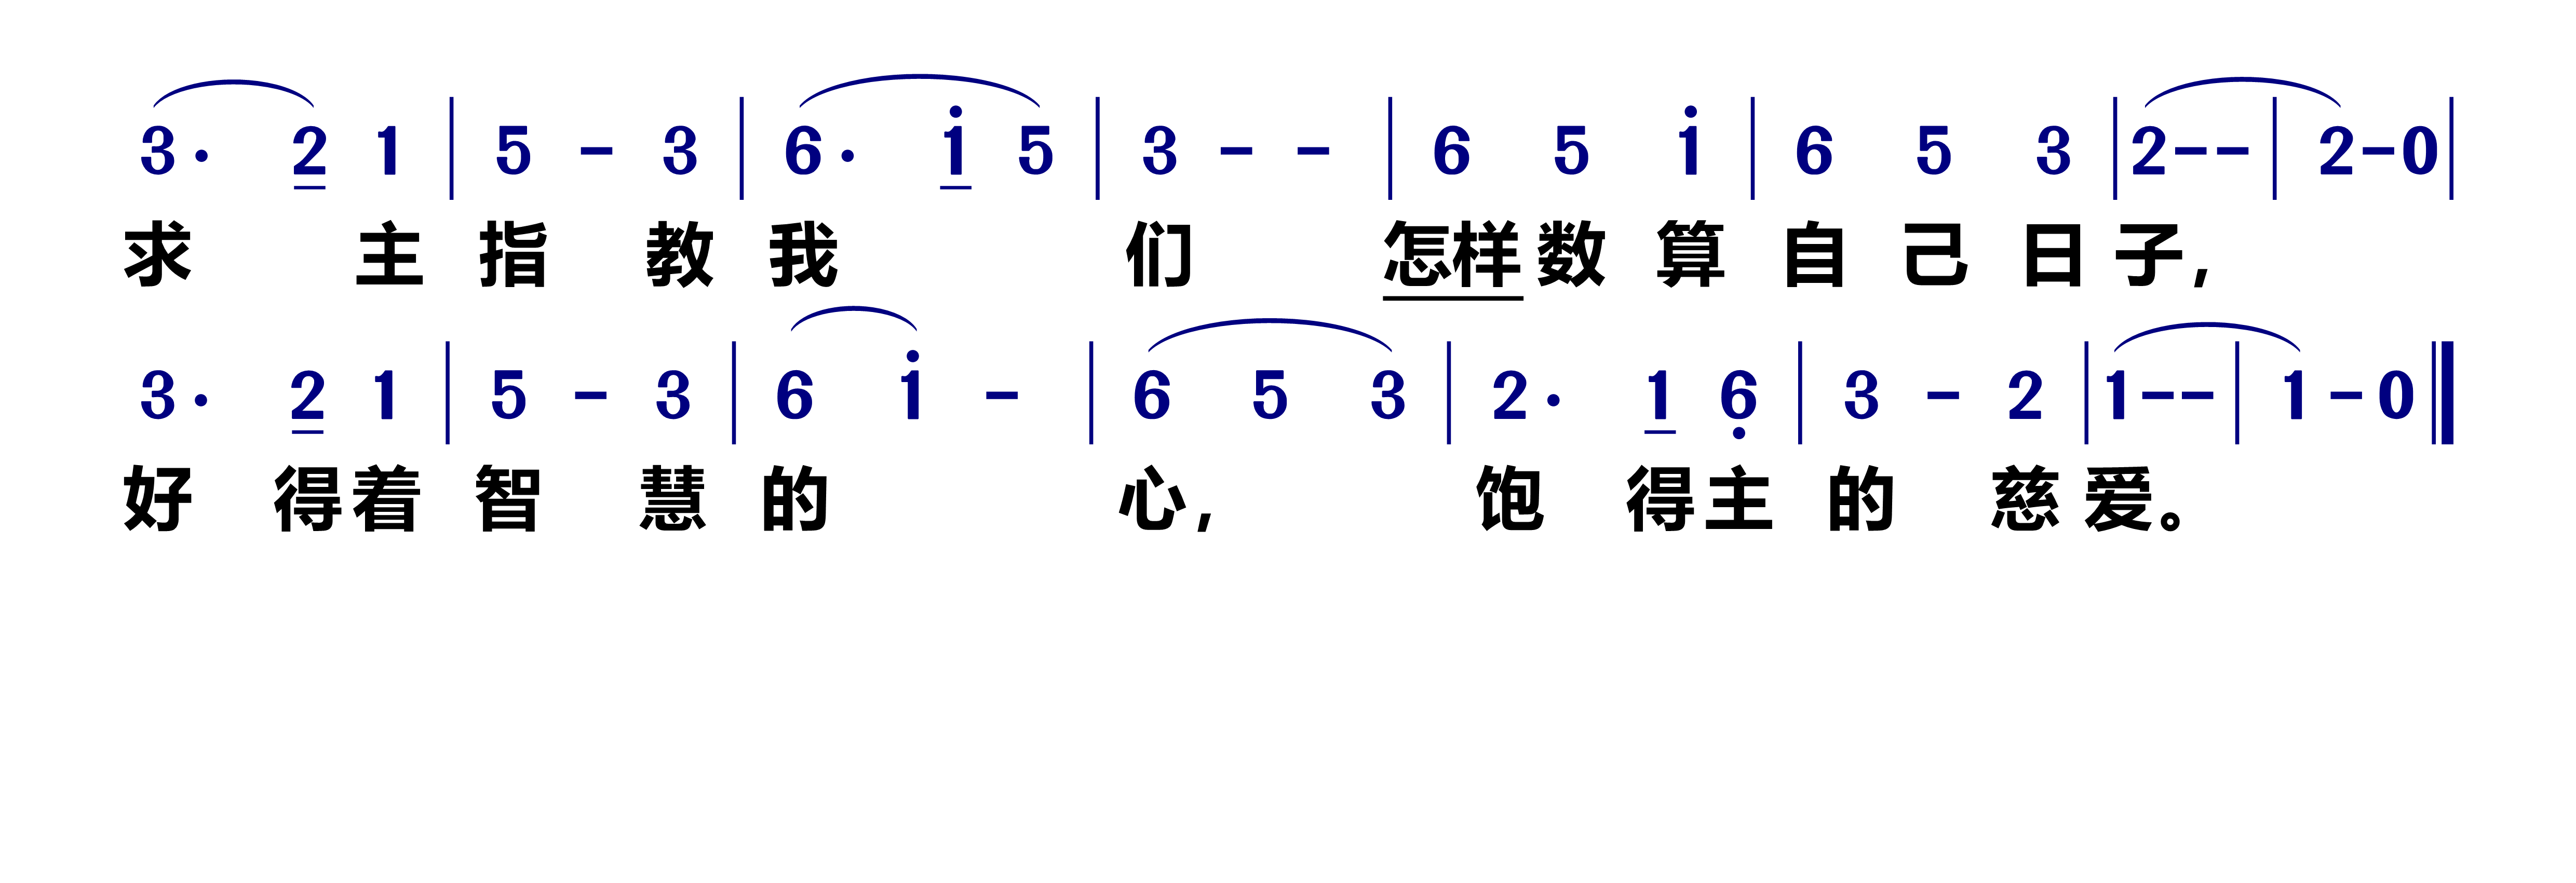 3· 2 1 | 5 - 3 | 6· i 5 | 3 - - | 6 5 i | 6 5 3 | 2 - - | 2 - 0 |
求 主 指 教 我 们 怎样 数 算 自 己 日 子,
3· 2 1 | 5 - 3 | 6 i - | 6 5 3 | 2· 1 6̣ | 3 - 2 | 1 - - | 1 - 0 ‖
好 得 着 智 慧 的 心, 饱 得 主 的 慈 爱。